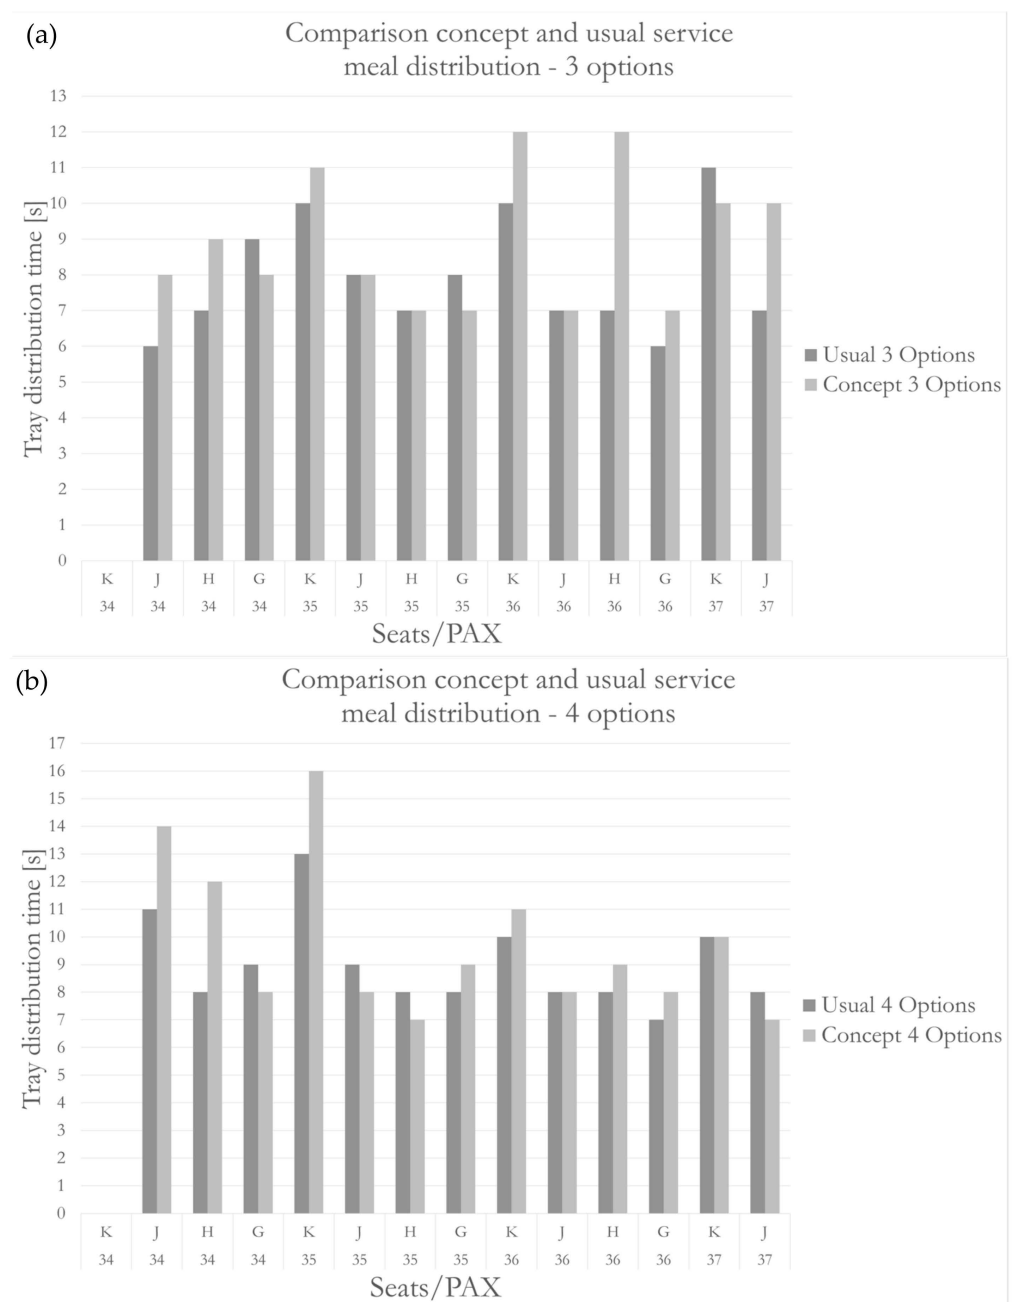 (a)
Comparison concept and usual service
meal distribution - 3 options
13
12
11
10
9
8
7
6
5
4
3
2
1
0
Tray distribution time [s]
K J H G K J H G K J H G K J
34 34 34 34 35 35 35 35 36 36 36 36 37 37
Seats/PAX
Usual 3 Options
Concept 3 Options
(b)
Comparison concept and usual service
meal distribution - 4 options
17
16
15
14
13
12
11
10
9
8
7
6
5
4
3
2
1
0
Tray distribution time [s]
K J H G K J H G K J H G K J
34 34 34 34 35 35 35 35 36 36 36 36 37 37
Seats/PAX
Usual 4 Options
Concept 4 Options